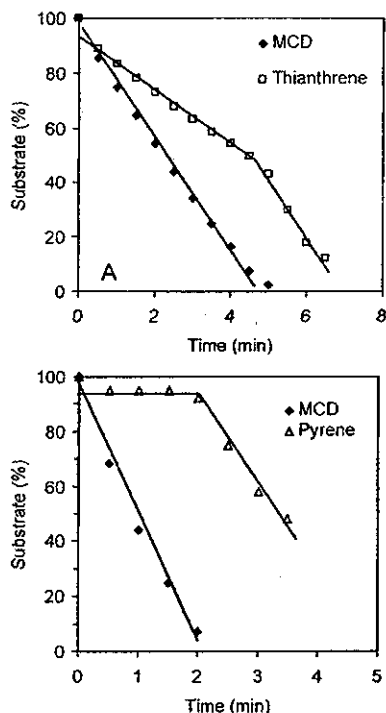 100
80
60
40
20
0
Substrate (%)
MCD
Thianthrene
A
0 2 4 6 8
Time (min)
100
80
60
40
20
0
Substrate (%)
MCD
Pyrene
0 1 2 3 4 5
Time (min)